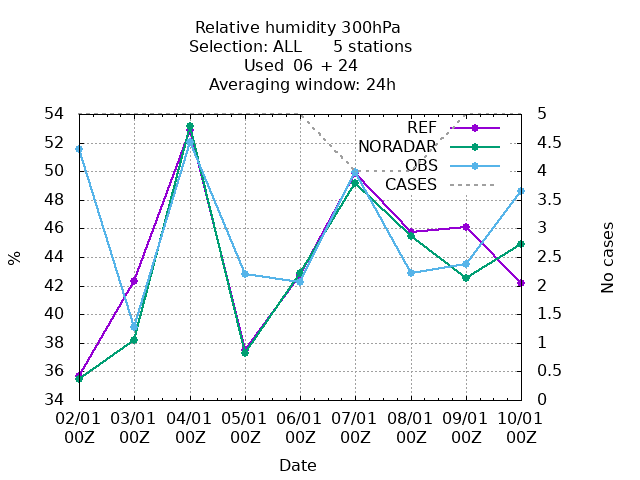 Relative humidity 300hPa
Selection: ALL      5 stations
Used  06 + 24
Averaging window: 24h
54
52
50
48
46
44
42
40
38
36
34
%
5
4.5
4
3.5
3
2.5
2
1.5
1
0.5
0
No cases
REF
NORADAR
OBS
CASES
02/01 03/01 04/01 05/01 06/01 07/01 08/01 09/01 10/01
00Z 00Z 00Z 00Z 00Z 00Z 00Z 00Z 00Z
Date